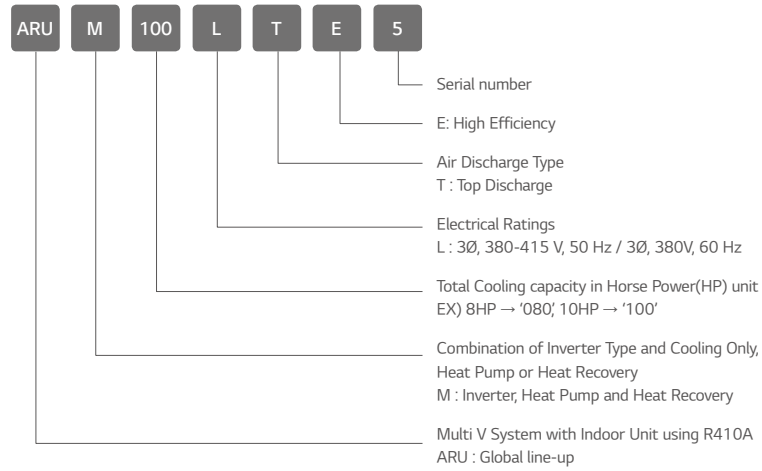 ARU M 100 L T E 5
Serial number
E: High Efficiency
Air Discharge Type
T : Top Discharge
Electrical Ratings
L : 3Ø, 380-415 V, 50 Hz / 3Ø, 380V, 60 Hz
Total Cooling capacity in Horse Power(HP) unit
EX) 8HP → ‘080’, 10HP → ‘100’
Combination of Inverter Type and Cooling Only,
Heat Pump or Heat Recovery
M : Inverter, Heat Pump and Heat Recovery
Multi V System with Indoor Unit using R410A
ARU : Global line-up